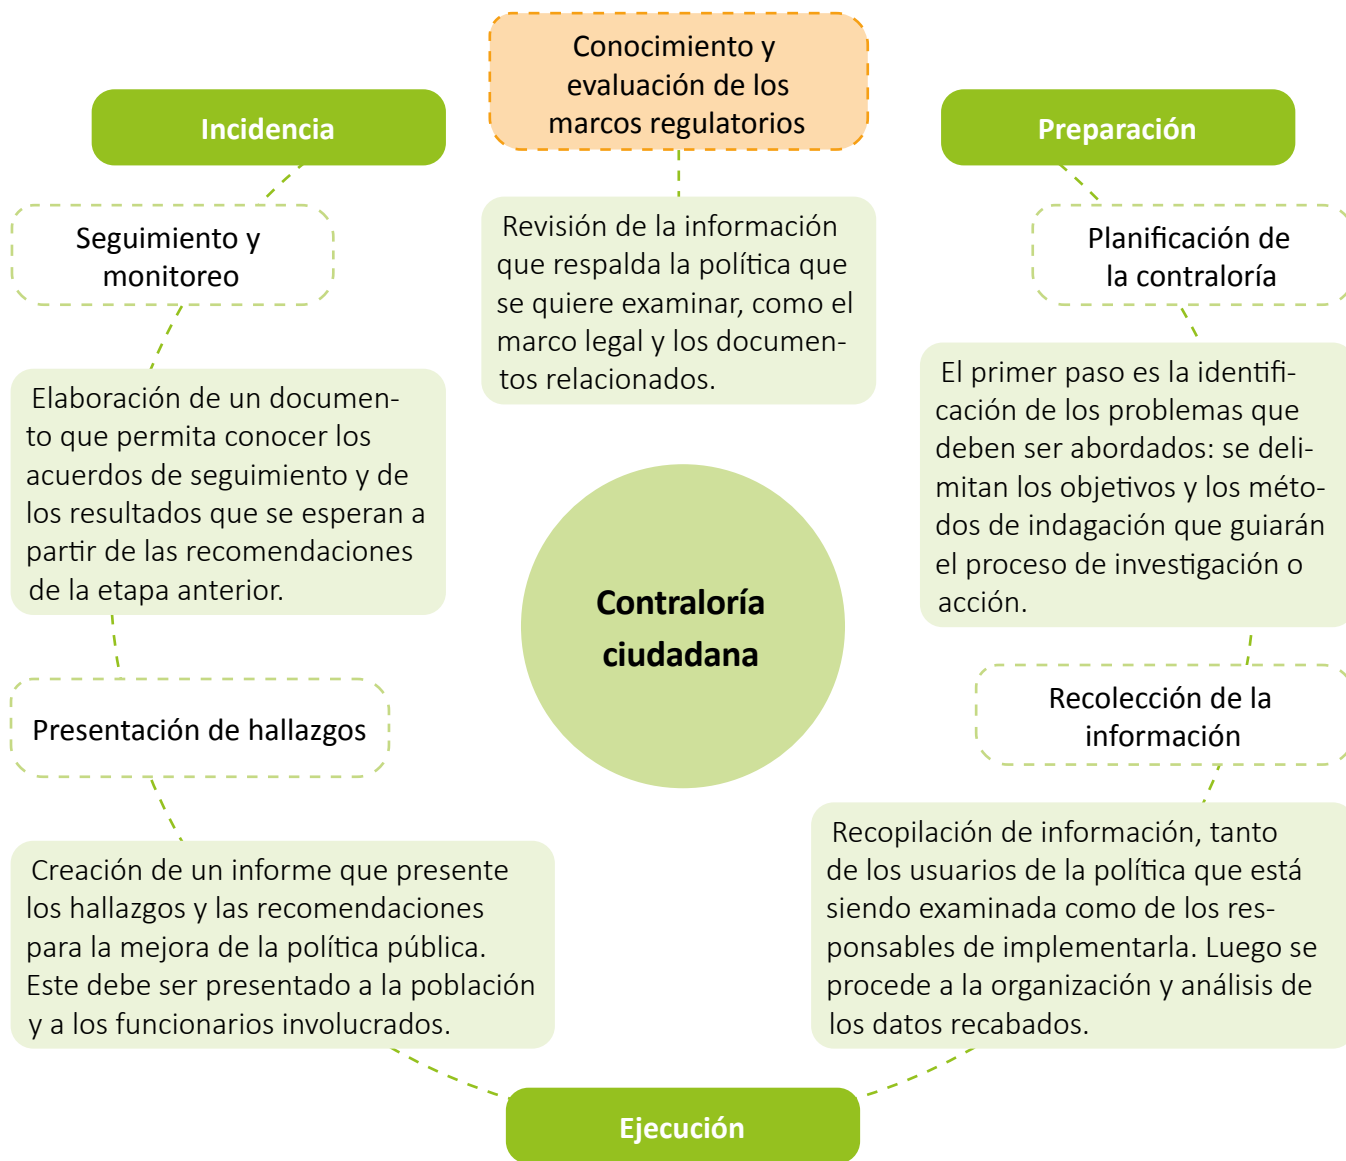 Conocimiento y
evaluación de los
marcos regulatorios
Revisión de la información
que respalda la política que
se quiere examinar, como el
marco legal y los documen-
tos relacionados.
Preparación
Planificación de
la contraloría
El primer paso es la identifi-
cación de los problemas que
deben ser abordados: se deli-
mitan los objetivos y los méto-
dos de indagación que guiarán
el proceso de investigación o
acción.
Recolección de la
información
Recopilación de información, tanto
de los usuarios de la política que está
siendo examinada como de los res-
ponsables de implementarla. Luego se
procede a la organización y análisis de
los datos recabados.
Ejecución
Creación de un informe que presente
los hallazgos y las recomendaciones
para la mejora de la política pública.
Este debe ser presentado a la población
y a los funcionarios involucrados.
Presentación de hallazgos
Elaboración de un documen-
to que permita conocer los
acuerdos de seguimiento y de
los resultados que se esperan a
partir de las recomendaciones
de la etapa anterior.
Seguimiento y
monitoreo
Incidencia
Contraloría
ciudadana